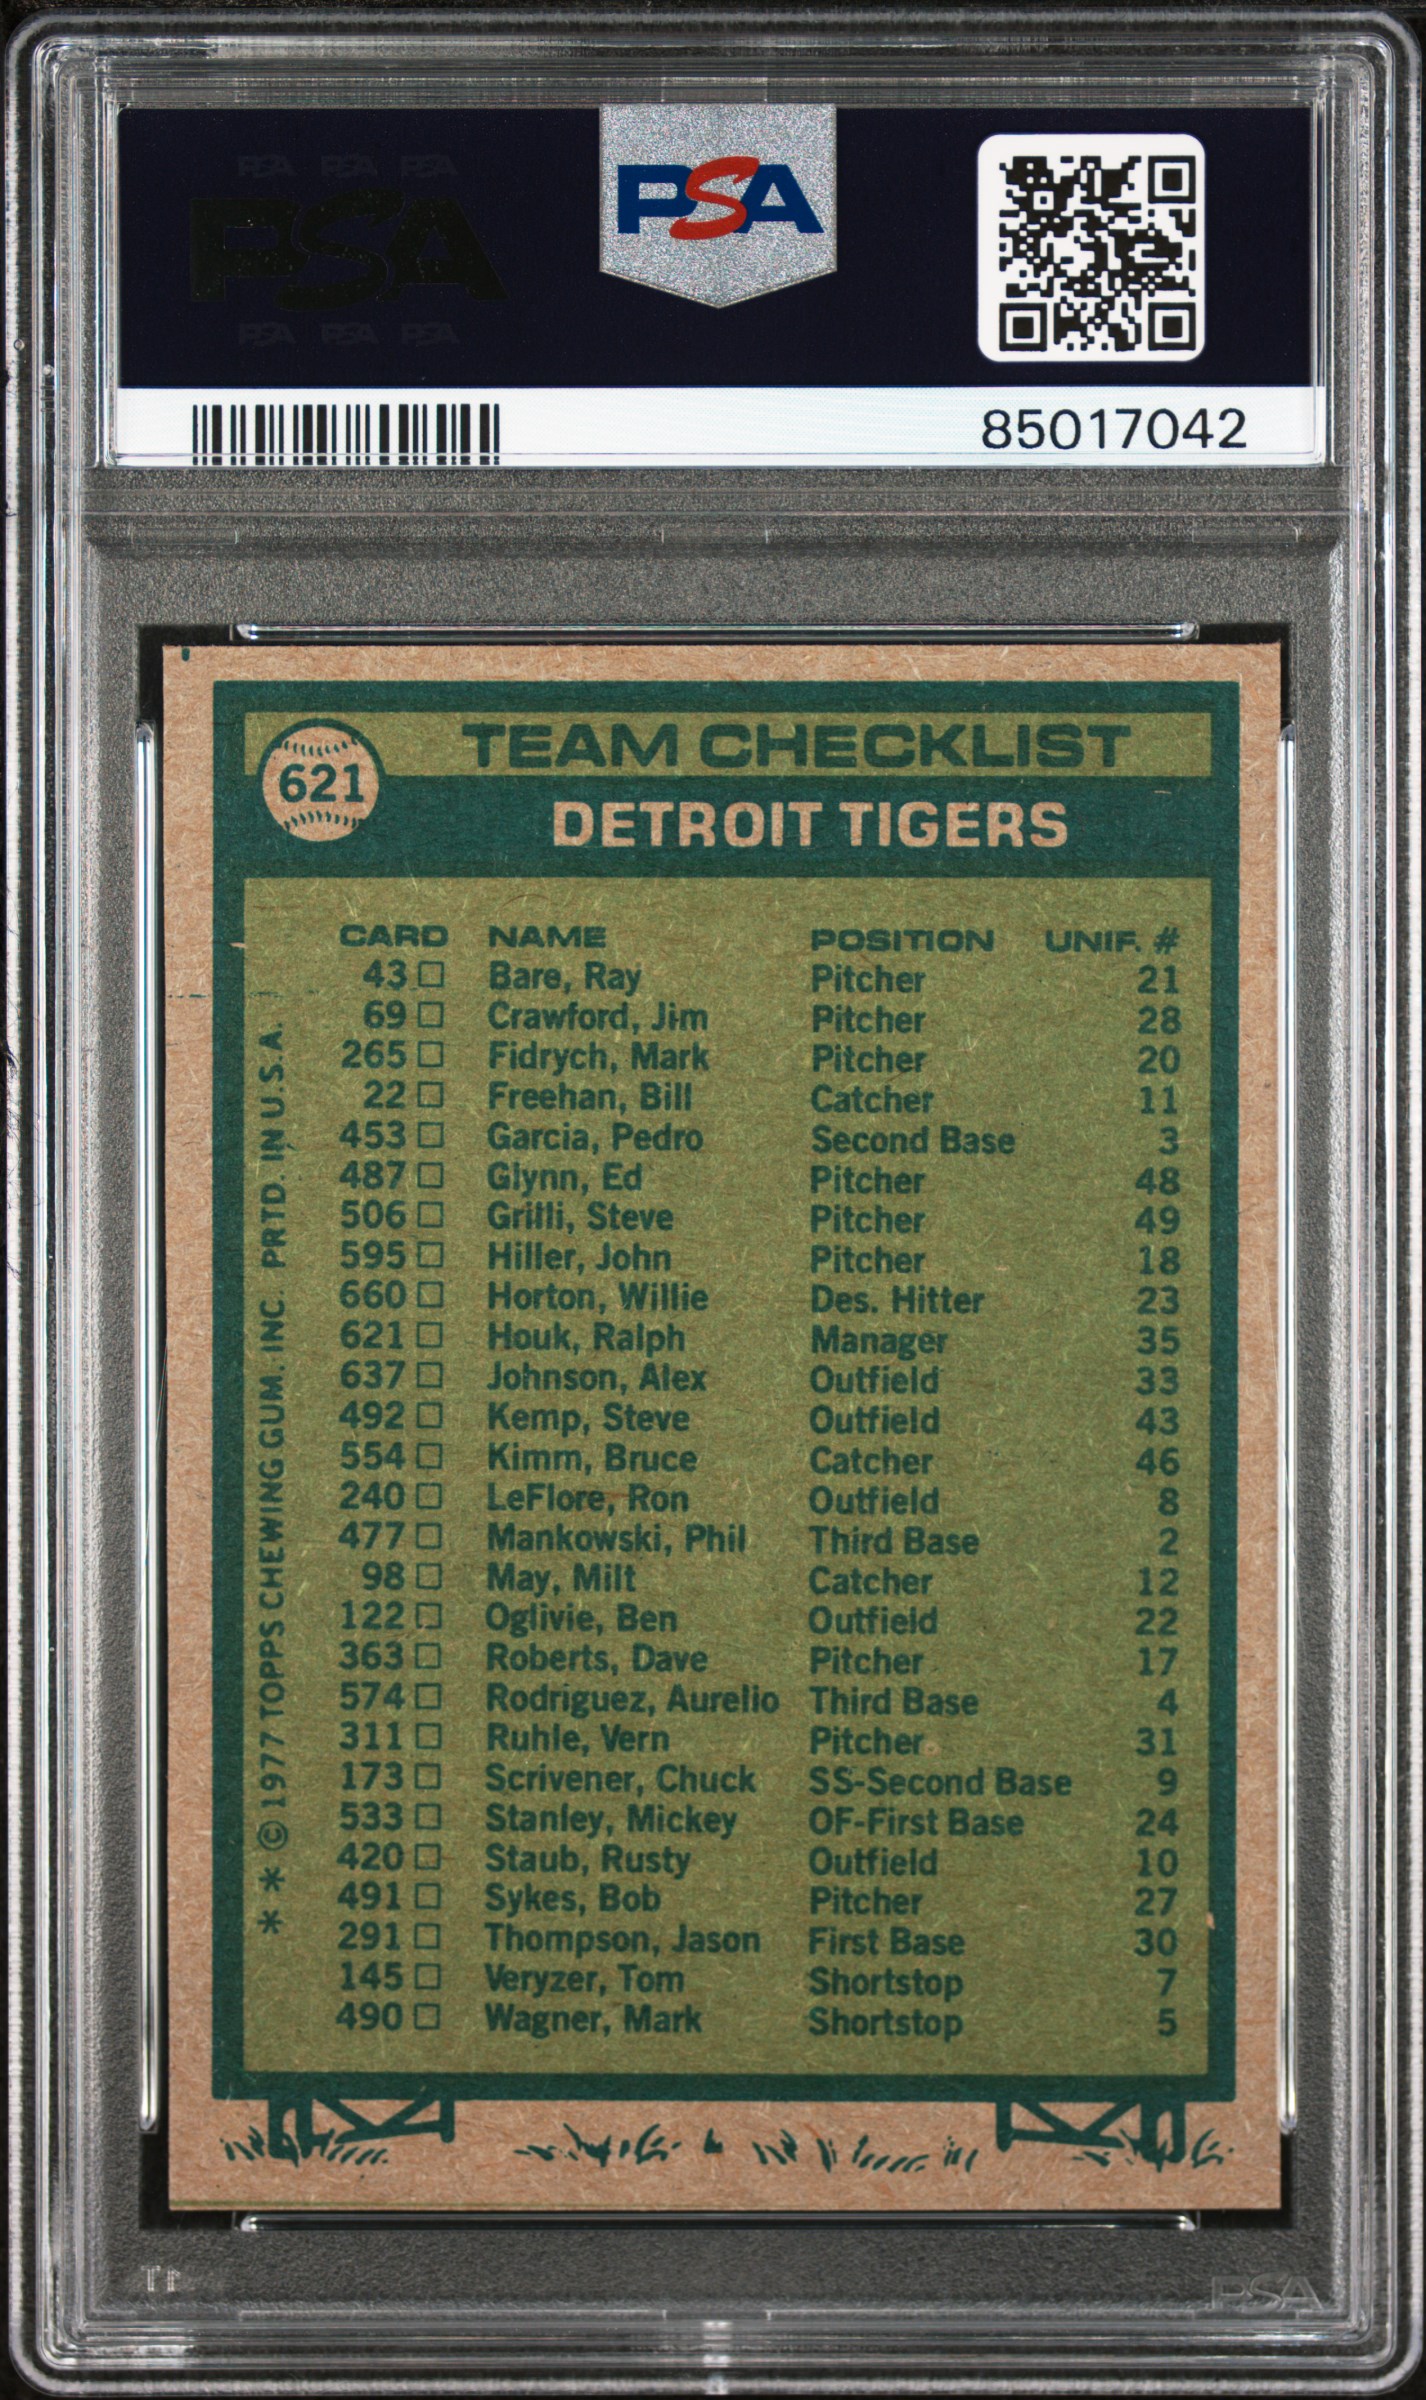 PSA PSA PSA
PSA
PSA PSA PSA
PSA
85017042
621
TEAM CHECKLIST
DETROIT TIGERS
CARD NAME POSITION UNIF. #
43 Bare, Ray Pitcher 21
69 Crawford, Jim Pitcher 28
265 Fidrych, Mark Pitcher 20
22 Freehan, Bill Catcher 11
453 Garcia, Pedro Second Base 3
487 Glynn, Ed Pitcher 48
506 Grilli, Steve Pitcher 49
595 Hiller, John Pitcher 18
660 Horton, Willie Des. Hitter 23
621 Houk, Ralph Manager 35
637 Johnson, Alex Outfield 33
492 Kemp, Steve Outfield 43
554 Kimm, Bruce Catcher 46
240 LeFlore, Ron Outfield 8
477 Mankowski, Phil Third Base 2
98 May, Milt Catcher 12
122 Oglivie, Ben Outfield 22
363 Roberts, Dave Pitcher 17
574 Rodriguez, Aurelio Third Base 4
311 Ruhle, Vern Pitcher 31
173 Scrivener, Chuck SS-Second Base 9
533 Stanley, Mickey OF-First Base 24
420 Staub, Rusty Outfield 10
491 Sykes, Bob Pitcher 27
291 Thompson, Jason First Base 30
145 Veryzer, Tom Shortstop 7
490 Wagner, Mark Shortstop 5
* * © 1977 TOPPS CHEWING GUM, INC. PRTD. IN U.S.A.
PSA